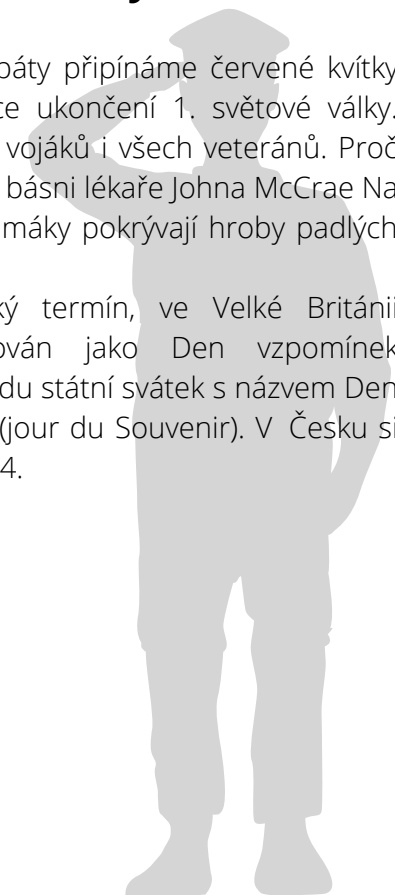 páty připínáme červené kvítky
ce ukončení 1. světové války.
vojáků i všech veteránů. Proč
básni lékaře Johna McCrae Na
máky pokrývají hroby padlých
ký termín, ve Velké Británii
ován jako Den vzpomínek
du státní svátek s názvem Den
(jour du Souvenir). V Česku si
4.